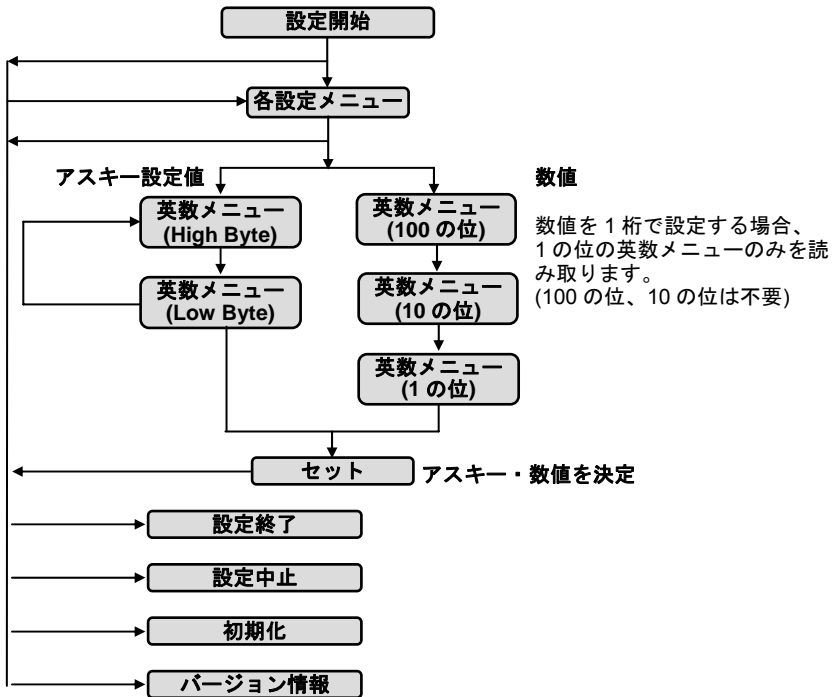 設定開始
各設定メニュー
アスキー設定値
数値
英数メニュー
(High Byte)
英数メニュー
(Low Byte)
英数メニュー
(100 の位)
英数メニュー
(10 の位)
英数メニュー
(1 の位)
数値を 1 桁で設定する場合、
1 の位の英数メニューのみを読
み取ります。
(100 の位、10 の位は不要)
セット
アスキー・数値を決定
設定終了
設定中止
初期化
バージョン情報